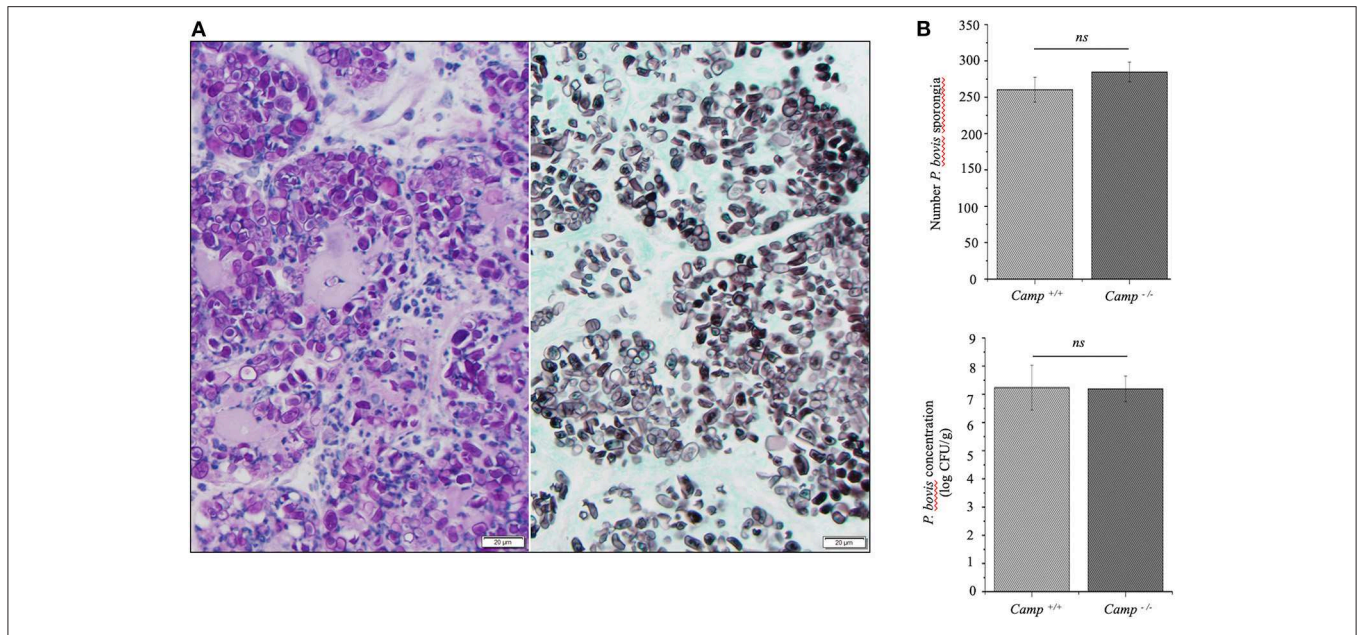 A
20 µm
20 µm
B
350
300
250
200
150
100
50
0
Number P. bovis sporongia
ns
Camp +/+
Camp -/-
9
8
7
6
5
4
3
2
1
0
P. bovis concentration
(log CFU/g)
ns
Camp +/+
Camp -/-